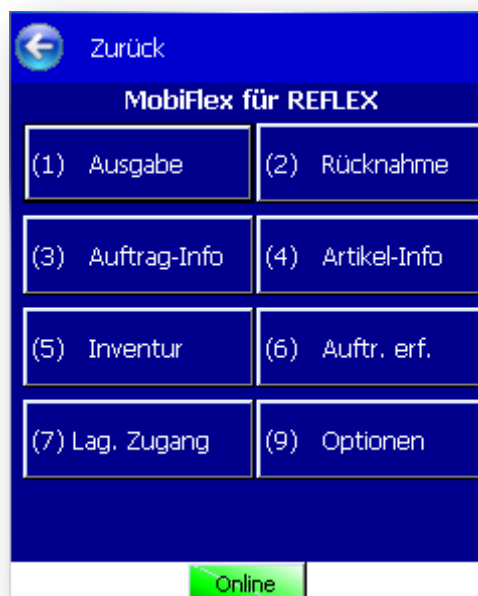 Zurück
MobiFlex für REFLEX
(1) Ausgabe
(2) Rücknahme
(3) Auftrag-Info
(4) Artikel-Info
(5) Inventur
(6) Auftr. erf.
(7) Lag. Zugang
(9) Optionen
Online